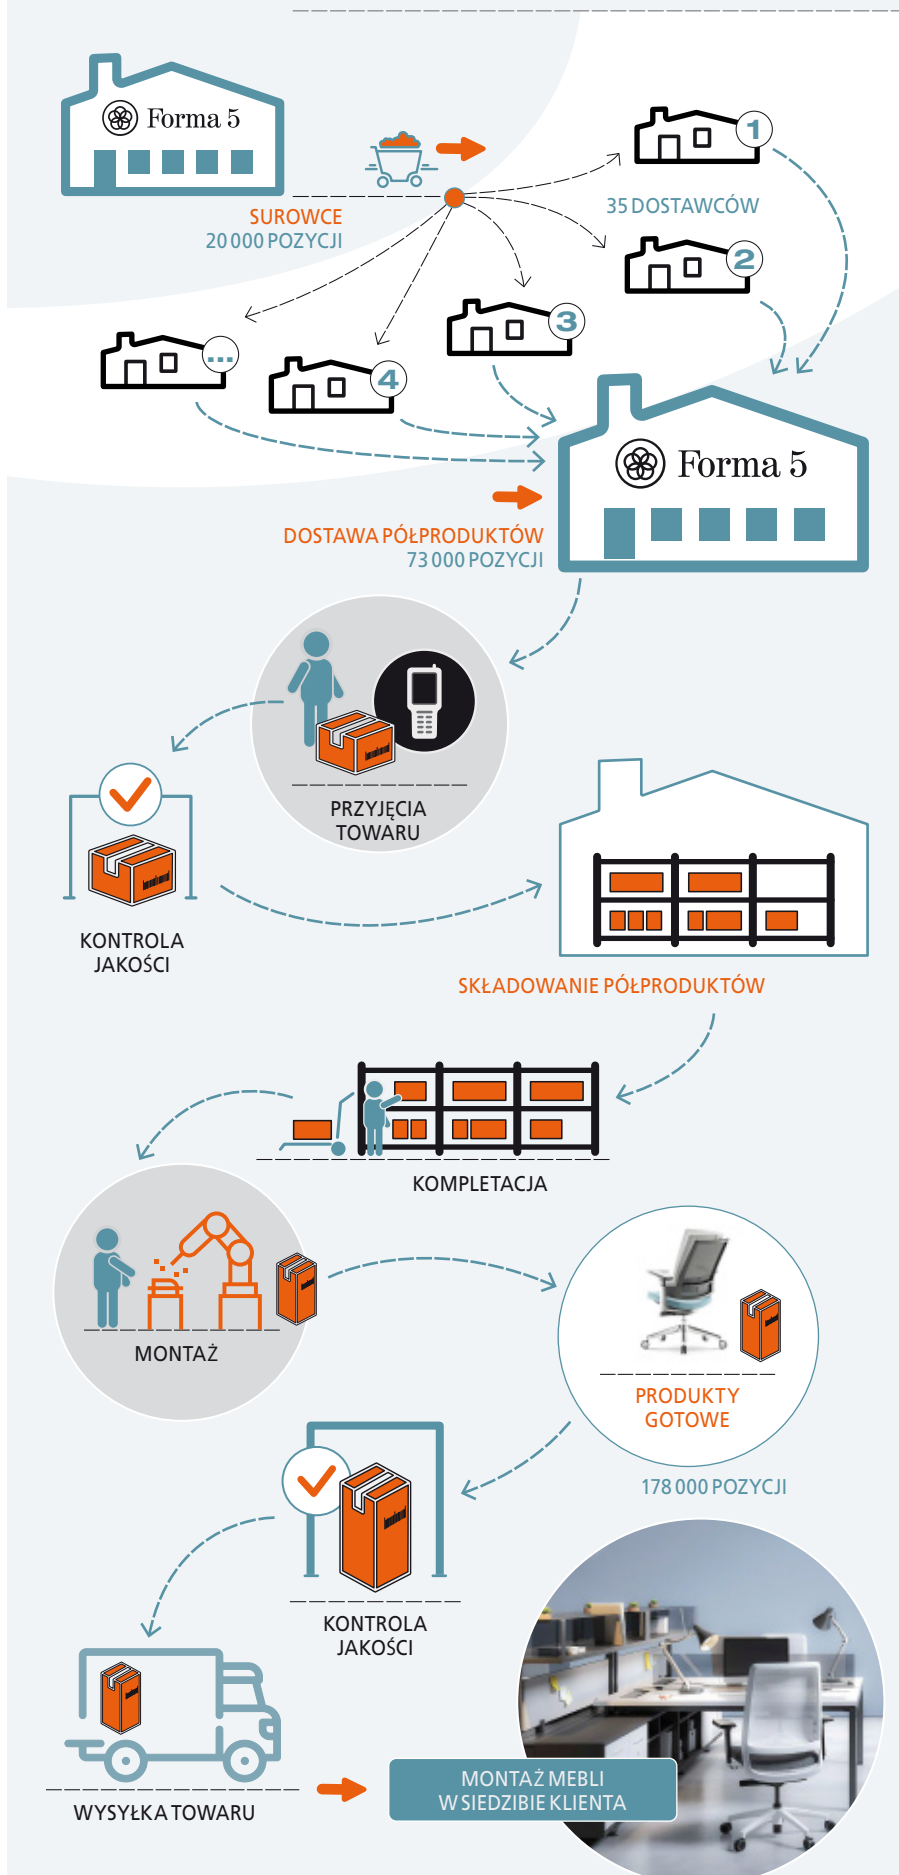 Forma 5
1
SUROWCE
20 000 POZYCJI
35 DOSTAWCÓW
2
3
...
4
Forma 5
DOSTAWA PÓŁPRODUKTÓW
73 000 POZYCJI
PRZYJĘCIA
TOWARU
KONTROLA
JAKOŚCI
SKŁADOWANIE PÓŁPRODUKTÓW
KOMPLETACJA
MONTAŻ
PRODUKTY
GOTOWE
178 000 POZYCJI
KONTROLA
JAKOŚCI
WYSYŁKA TOWARU
MONTAŻ MEBLI
W SIEDZIBIE KLIENTA